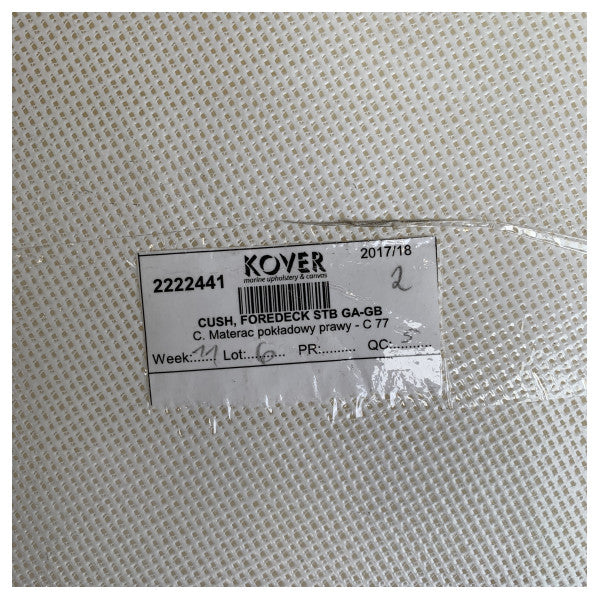 KOVER
2017/18
marine upholstery & canvas
2222441
2
CUSH, FOREDECK STB GA-GB
C. Materac pokładowy prawy - C 77
Week:.11.. Lot:...6...... PR:......... QC:..5.......